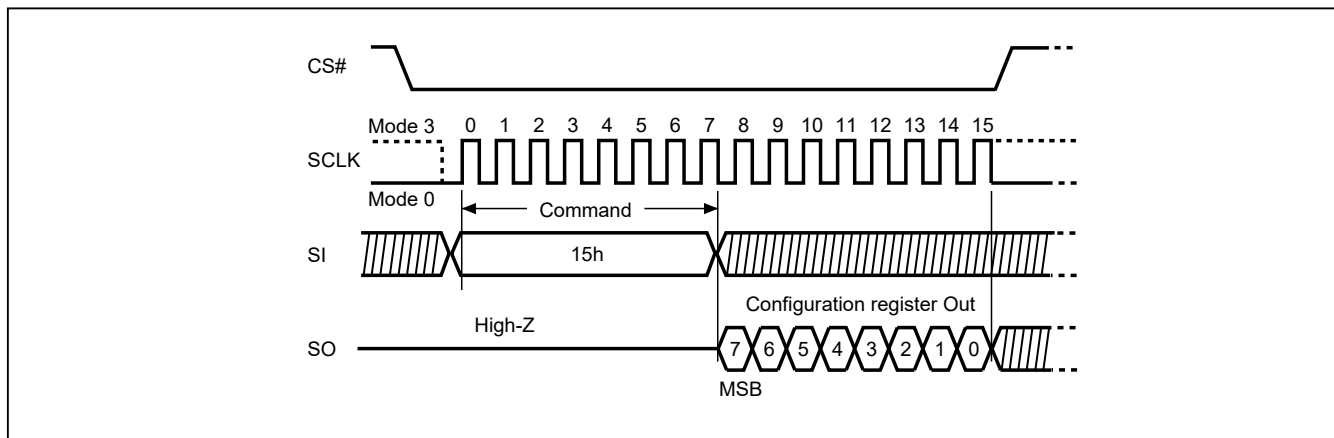 CS#
Mode 3 0 1 2 3 4 5 6 7 8 9 10 11 12 13 14 15
SCLK
Mode 0
Command
SI 15h
Configuration register Out
High-Z
SO 7 6 5 4 3 2 1 0
MSB